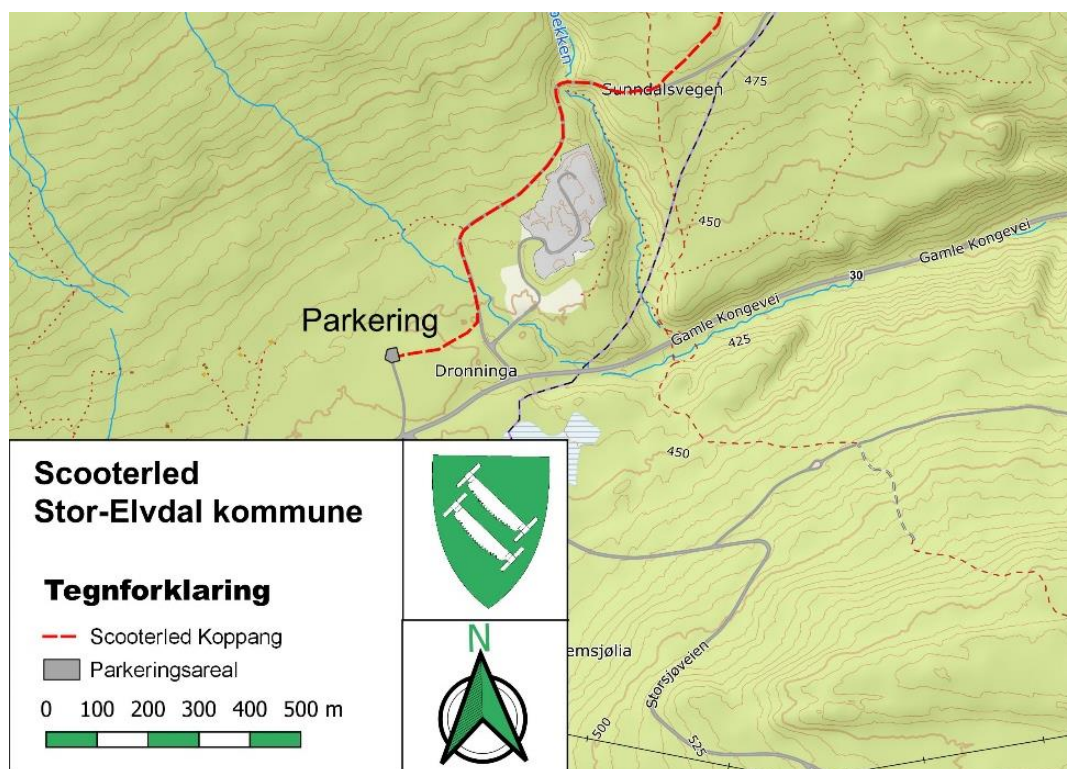 Sunndalsvegen
475
450
Gamle Kongevei
30
Gamle Kongevei
425
Parkering
Dronninga
450
Scooterled
Stor-Elvdal kommune
Tegnforklaring
Scooterled Koppang
Parkeringsareal
0 100 200 300 400 500 m
N
emsjølia
Storsjøveien
500
525